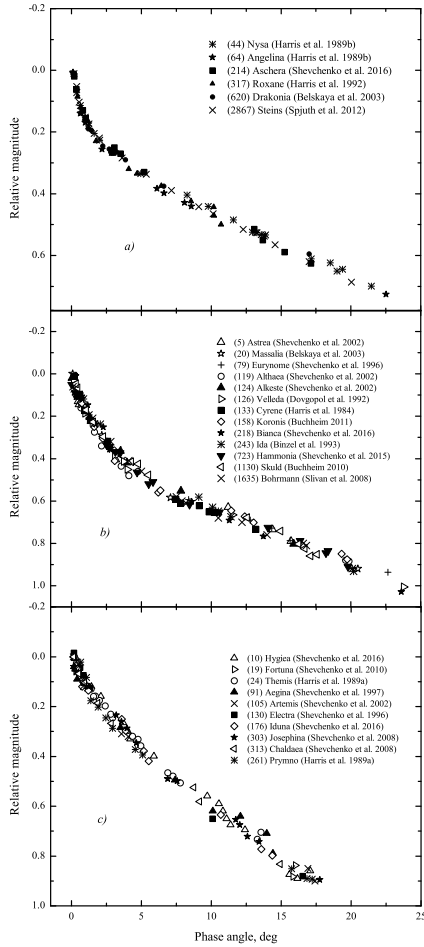 -0.2
0.0
0.2
0.4
0.6
Relative magnitude
(44) Nysa (Harris et al. 1989b)
(64) Angelina (Harris et al. 1989b)
(214) Aschera (Shevchenko et al. 2016)
(317) Roxane (Harris et al. 1992)
(620) Drakonia (Belskaya et al. 2003)
(2867) Steins (Spjuth et al. 2012)
a)
-0.2
0.0
0.2
0.4
0.6
0.8
1.0
Relative magnitude
(5) Astrea (Shevchenko et al. 2002)
(20) Massalia (Belskaya et al. 2003)
(79) Eurynome (Shevchenko et al. 1996)
(119) Althaea (Shevchenko et al. 2002)
(124) Alkeste (Shevchenko et al. 2002)
(126) Velleda (Dovgopol et al. 1992)
(133) Cyrene (Harris et al. 1984)
(158) Koronis (Buchheim 2011)
(218) Bianca (Shevchenko et al. 2016)
(243) Ida (Binzel et al. 1993)
(723) Hammonia (Shevchenko et al. 2015)
(1130) Skuld (Buchheim 2010)
(1635) Bohrmann (Slivan et al. 2008)
b)
-0.2
0.0
0.2
0.4
0.6
0.8
1.0
Relative magnitude
(10) Hygiea (Shevchenko et al. 2016)
(19) Fortuna (Shevchenko et al. 2010)
(24) Themis (Harris et al. 1989a)
(91) Aegina (Shevchenko et al. 1997)
(105) Artemis (Shevchenko et al. 2002)
(130) Electra (Shevchenko et al. 1996)
(176) Iduna (Shevchenko et al. 2016)
(303) Josephina (Shevchenko et al. 2008)
(313) Chaldaea (Shevchenko et al. 2008)
(261) Prymno (Harris et al. 1989a)
c)
0 5 10 15 20 25
Phase angle, deg